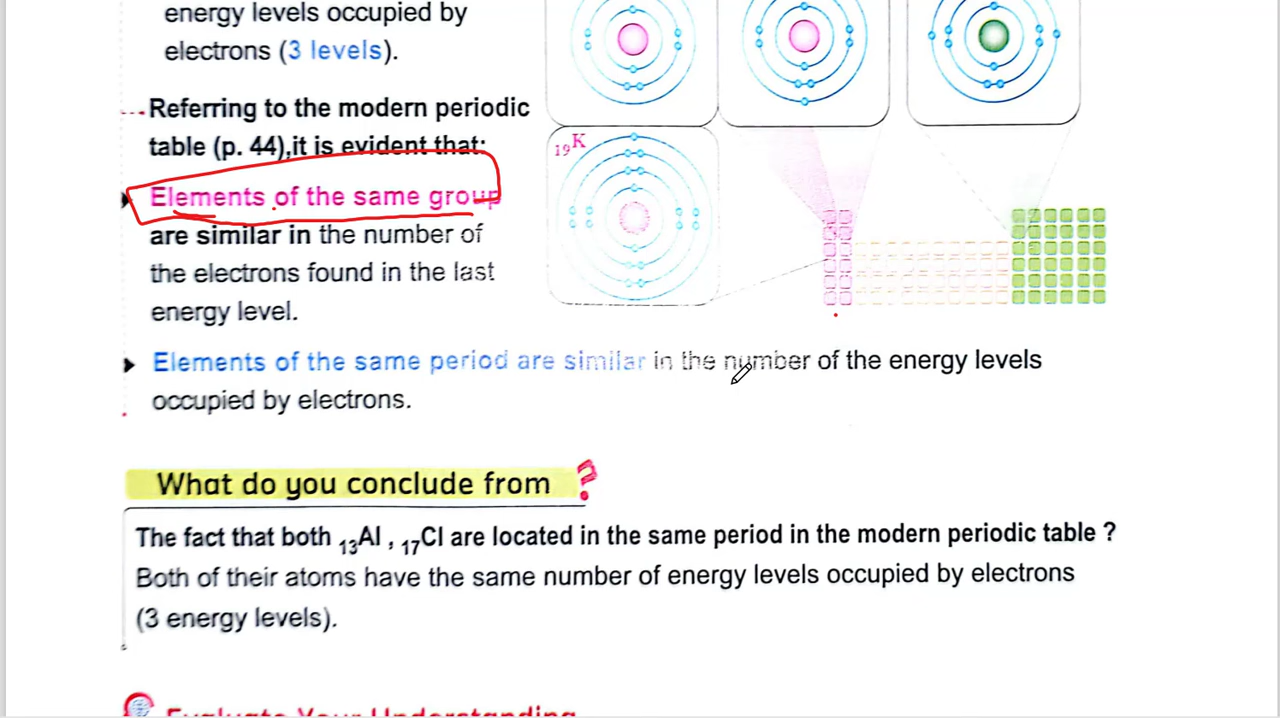 energy levels occupied by
electrons (3 levels).
Referring to the modern periodic
table (p. 44),it is evident that:
Elements of the same group
are similar in the number of
the electrons found in the last
energy level.
19K
Elements of the same period are similar in the number of the energy levels
occupied by electrons.
What do you conclude from ?
The fact that both 13Al , 17Cl are located in the same period in the modern periodic table ?
Both of their atoms have the same number of energy levels occupied by electrons
(3 energy levels).
Evaluate Your Understanding